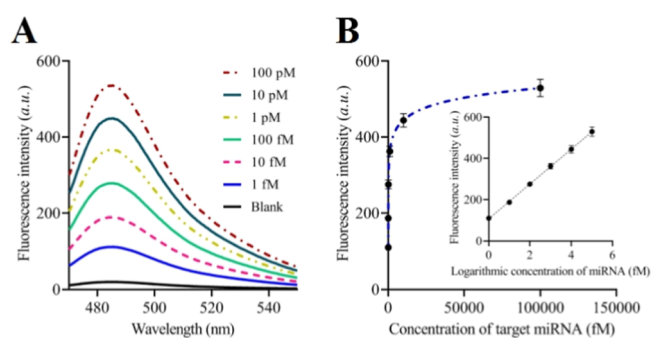 A
B
600
400
200
0
480
500
520
540
Fluorescence intensity (a.u.)
Wavelength (nm)
100 pM
10 pM
1 pM
100 fM
10 fM
1 fM
Blank
600
400
200
0
0
50000
100000
150000
Fluorescence intensity (a.u.)
Concentration of target miRNA (fM)
600
400
200
0
0
2
4
6
Fluorescence intensity (a.u.)
Logarithmic concentration of miRNA (fM)